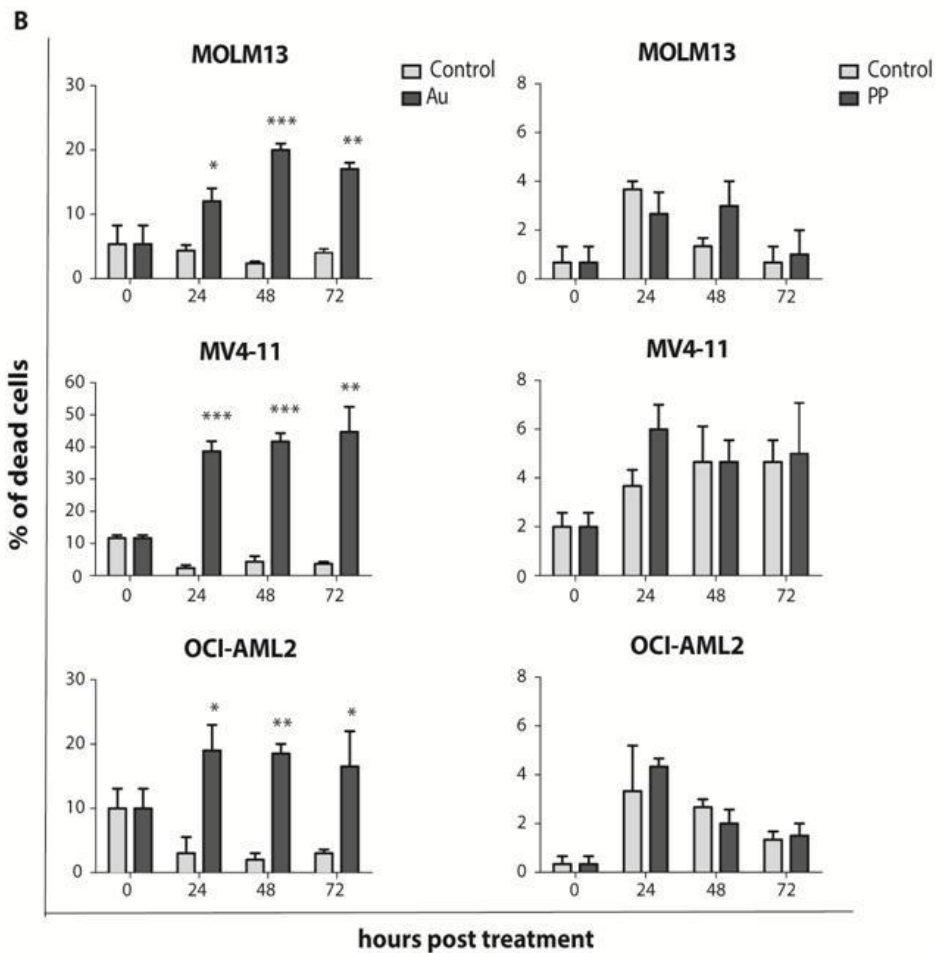 B
MOLM13
Control
Au
30
20
10
0
*
***
**
0 24 48 72
MOLM13
Control
PP
8
6
4
2
0
0 24 48 72
MV4-11
60
50
40
30
20
10
0
***
***
**
0 24 48 72
MV4-11
8
6
4
2
0
0 24 48 72
OCI-AML2
30
20
10
0
*
**
*
0 24 48 72
OCI-AML2
8
6
4
2
0
0 24 48 72
% of dead cells
hours post treatment